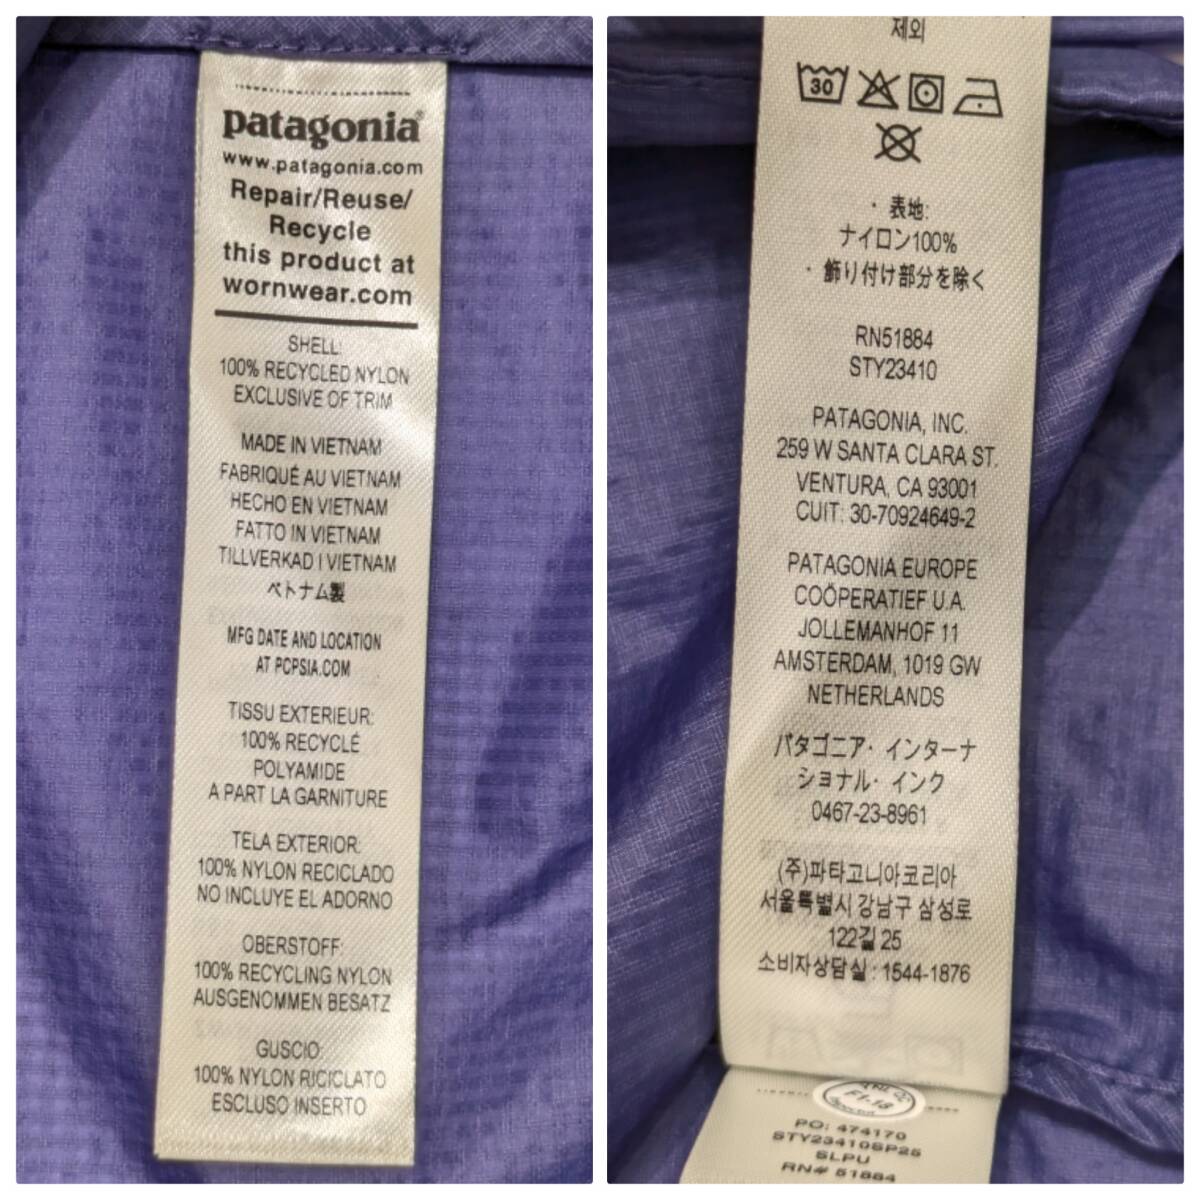 patagonia®
www.patagonia.com
Repair/Reuse/
Recycle
this product at
wornwear.com
SHELL:
100% RECYCLED NYLON
EXCLUSIVE OF TRIM
MADE IN VIETNAM
FABRIQUÉ AU VIETNAM
HECHO EN VIETNAM
FATTO IN VIETNAM
TILLVERKAD I VIETNAM
ベトナム製
MFG DATE AND LOCATION
AT PCPSIA.COM
TISSU EXTERIEUR:
100% RECYCLÉ
POLYAMIDE
A PART LA GARNITURE
TELA EXTERIOR:
100% NYLON RECICLADO
NO INCLUYE EL ADORNO
OBERSTOFF:
100% RECYCLING NYLON
AUSGENOMMEN BESATZ
GUSCIO:
100% NYLON RICICLATO
ESCLUSO INSERTO
제외
30
・表地:
ナイロン100%
・飾り付け部分を除く
RN51884
STY23410
PATAGONIA, INC.
259 W SANTA CLARA ST.
VENTURA, CA 93001
CUIT: 30-70924649-2
PATAGONIA EUROPE
COÖPERATIEF U.A.
JOLLEMANHOF 11
AMSTERDAM, 1019 GW
NETHERLANDS
パタゴニア・インターナ
ショナル・インク
0467-23-8961
(주)파타고니아코리아
서울특별시 강남구 삼성로
122길 25
소비자상담실 : 1544-1876
F1-18
PO: 474170
STY23410SP25
SLPU
RN# 51884